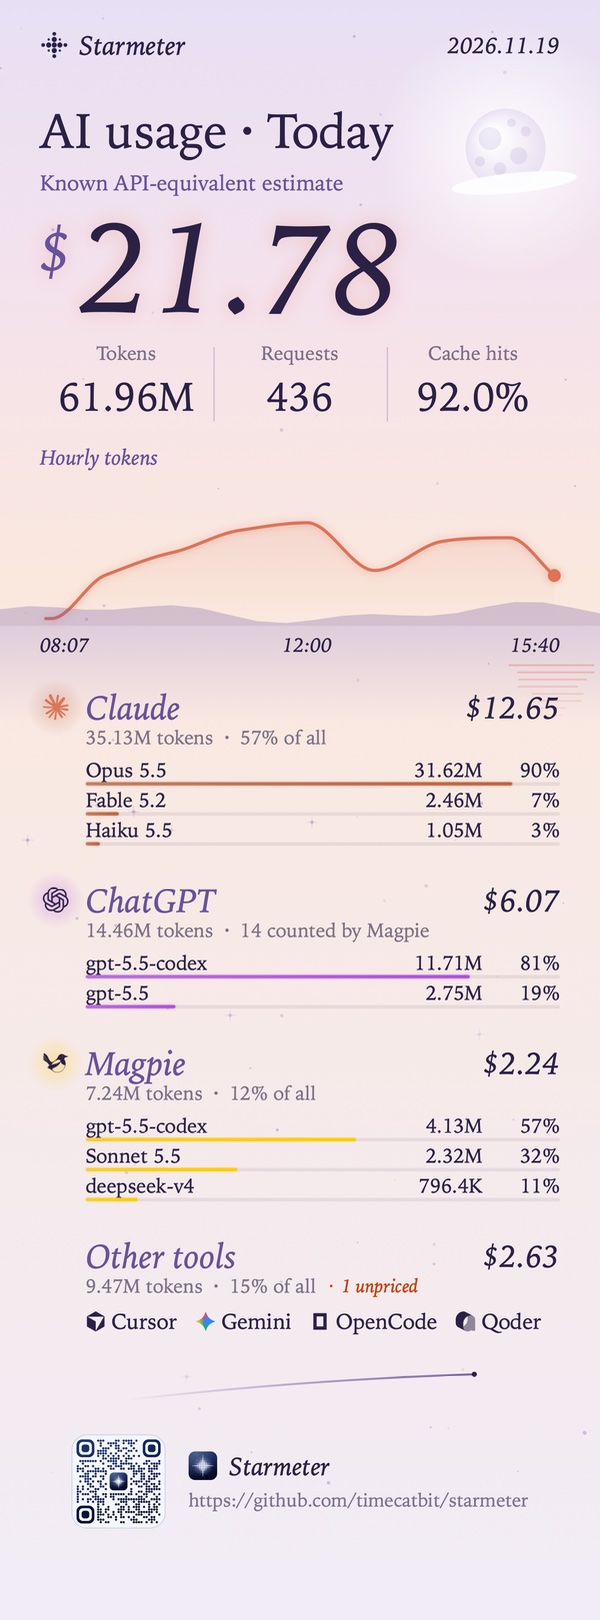 Starmeter 2026.11.19
AI usage · Today
Known API-equivalent estimate
$21.78
Tokens Requests Cache hits
61.96M 436 92.0%
Hourly tokens
08:07 12:00 15:40
Claude $12.65
35.13M tokens · 57% of all
Opus 5.5 31.62M 90%
Fable 5.2 2.46M 7%
Haiku 5.5 1.05M 3%
ChatGPT $6.07
14.46M tokens · 14 counted by Magpie
gpt-5.5-codex 11.71M 81%
gpt-5.5 2.75M 19%
Magpie $2.24
7.24M tokens · 12% of all
gpt-5.5-codex 4.13M 57%
Sonnet 5.5 2.32M 32%
deepseek-v4 796.4K 11%
Other tools $2.63
9.47M tokens · 15% of all · 1 unpriced
Cursor Gemini OpenCode Qoder
Starmeter
https://github.com/timecatbit/starmeter